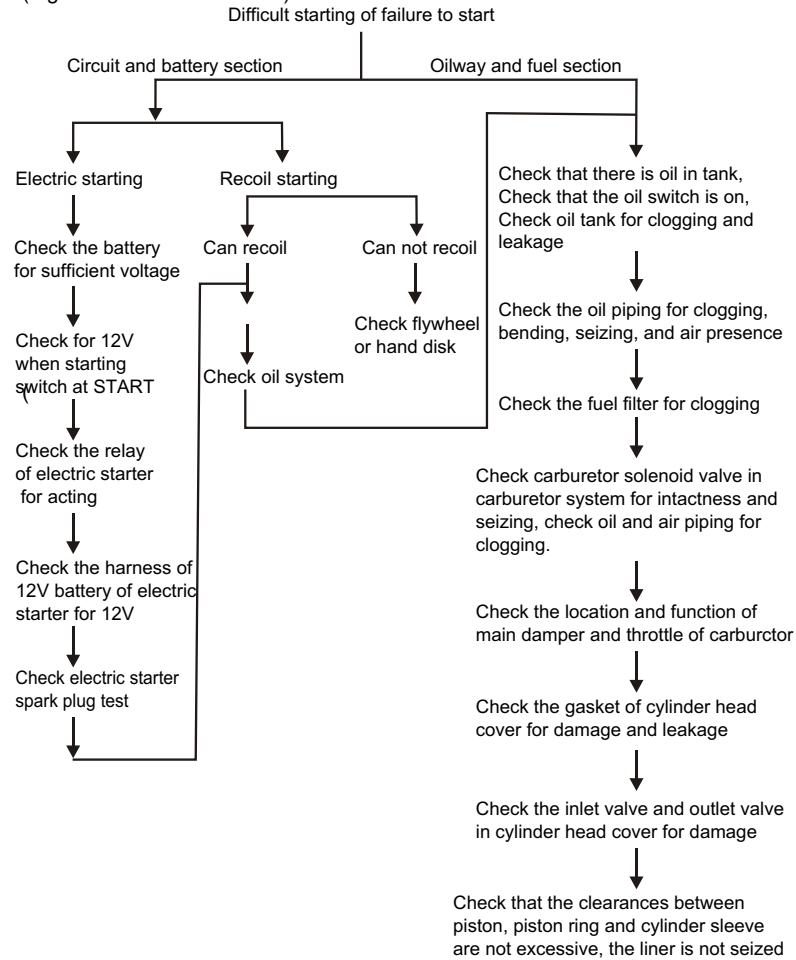 Difficult starting of failure to start
Circuit and battery section
Oilway and fuel section
Electric starting
Check the battery
for sufficient voltage
Check for 12V
when starting
switch at START
(
Check the relay
of electric starter
for acting
Check the harness of
12V battery of electric
starter for 12V
Check electric starter
spark plug test
Recoil starting
Can recoil
Check oil system
Can not recoil
Check flywheel
or hand disk
Check that there is oil in tank,
Check that the oil switch is on,
Check oil tank for clogging and
leakage
Check the oil piping for clogging,
bending, seizing, and air presence
Check the fuel filter for clogging
Check carburetor solenoid valve in
carburetor system for intactness and
seizing, check oil and air piping for
clogging.
Check the location and function of
main damper and throttle of carburctor
Check the gasket of cylinder head
cover for damage and leakage
Check the inlet valve and outlet valve
in cylinder head cover for damage
Check that the clearances between
piston, piston ring and cylinder sleeve
are not excessive, the liner is not seized